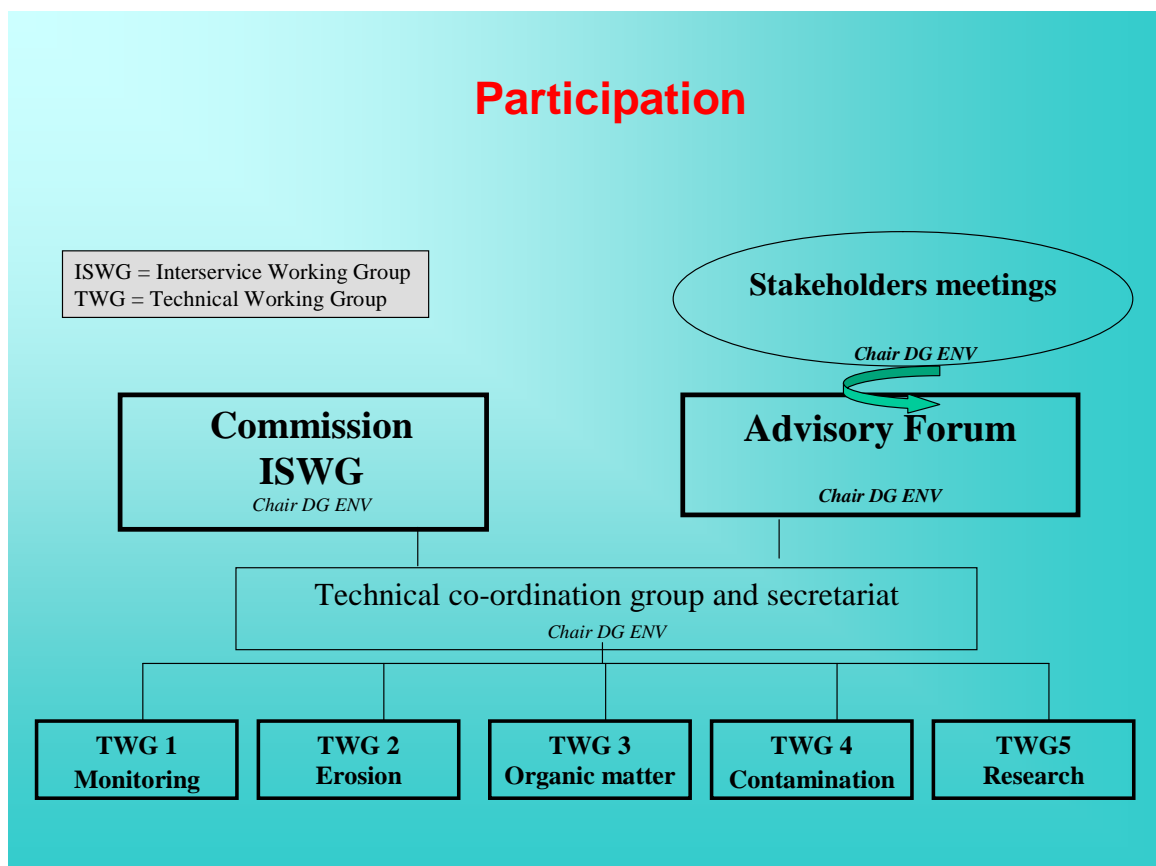 Participation
ISWG = Interservice Working Group
TWG = Technical Working Group
Stakeholders meetings
Chair DG ENV
Commission
ISWG
Chair DG ENV
Advisory Forum
Chair DG ENV
Technical co-ordination group and secretariat
Chair DG ENV
TWG 1
Monitoring
TWG 2
Erosion
TWG 3
Organic matter
TWG 4
Contamination
TWG5
Research